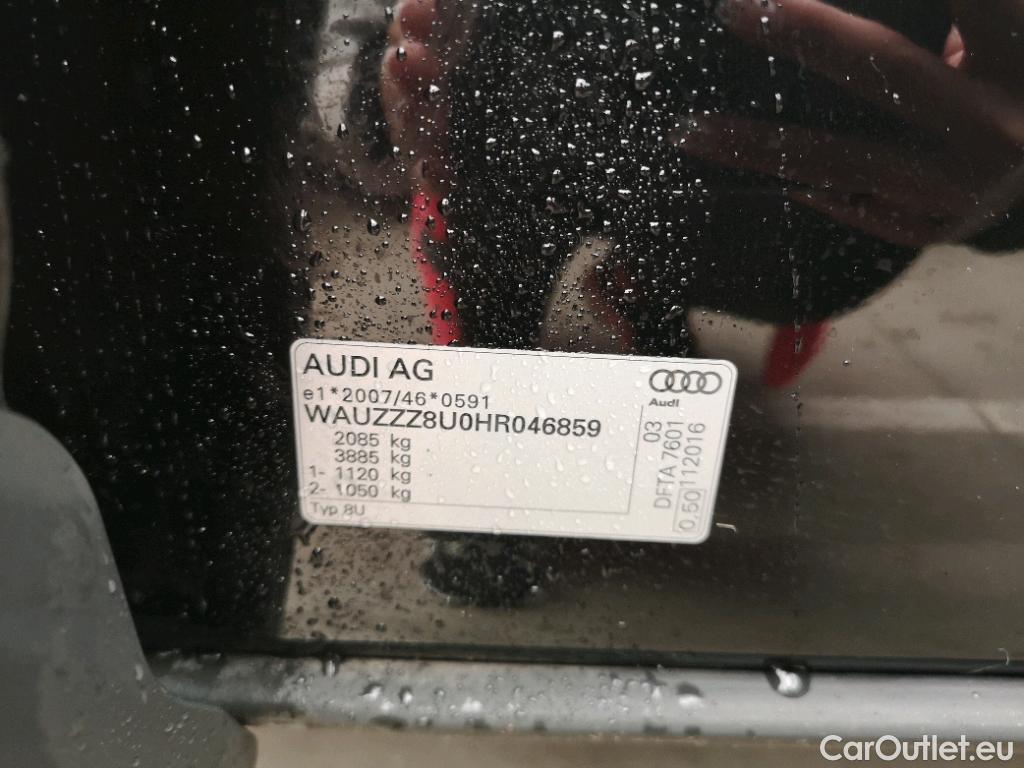 AUDI AG
e1*2007/46*0591
WAUZZZ8U0HR046859
2085 kg
3885 kg
1- 1120 kg
2- 1050 kg
Typ 8U
Audi
03
DFTA 7601
0,50 112016
CarOutlet.eu